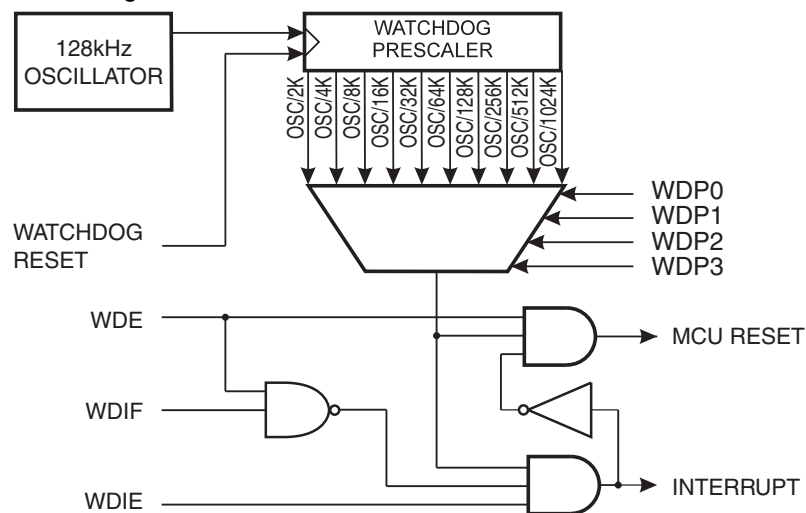 128kHz
OSCILLATOR
WATCHDOG
PRESCALER
OSC/2K
OSC/4K
OSC/8K
OSC/16K
OSC/32K
OSC/64K
OSC/128K
OSC/256K
OSC/512K
OSC/1024K
WDP0
WDP1
WDP2
WDP3
WATCHDOG
RESET
WDE
MCU RESET
WDIF
WDIE
INTERRUPT